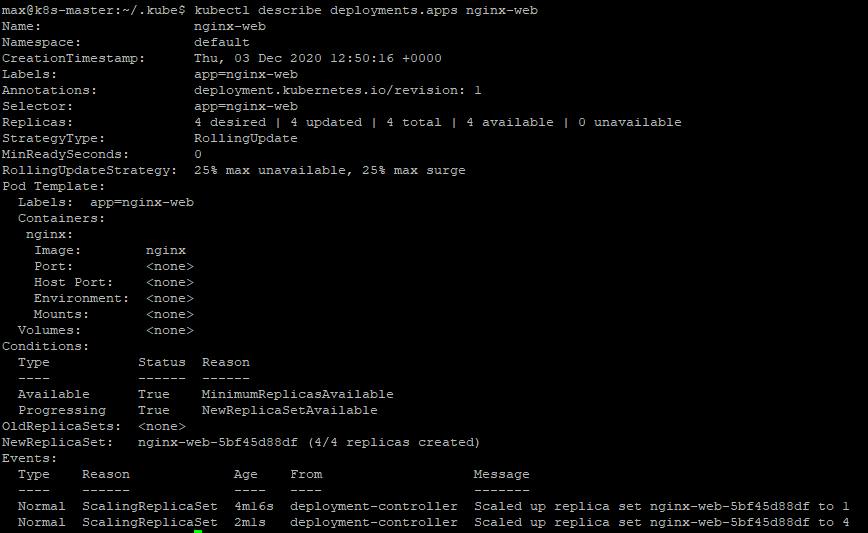 max@k8s-master:~/.kube$ kubectl describe deployments.apps nginx-web
Name:                   nginx-web
Namespace:              default
CreationTimestamp:      Thu, 03 Dec 2020 12:50:16 +0000
Labels:                 app=nginx-web
Annotations:            deployment.kubernetes.io/revision: 1
Selector:               app=nginx-web
Replicas:               4 desired | 4 updated | 4 total | 4 available | 0 unavailable
StrategyType:           RollingUpdate
MinReadySeconds:        0
RollingUpdateStrategy:  25% max unavailable, 25% max surge
Pod Template:
  Labels:  app=nginx-web
  Containers:
   nginx:
    Image:        nginx
    Port:         <none>
    Host Port:    <none>
    Environment:  <none>
    Mounts:       <none>
  Volumes:        <none>
Conditions:
  Type           Status  Reason
  ----           ------  ------
  Available      True    MinimumReplicasAvailable
  Progressing    True    NewReplicaSetAvailable
OldReplicaSets:  <none>
NewReplicaSet:   nginx-web-5bf45d88df (4/4 replicas created)
Events:
  Type    Reason             Age   From                   Message
  ----    ------             ----  ----                   -------
  Normal  ScalingReplicaSet  4m16s  deployment-controller  Scaled up replica set nginx-web-5bf45d88df to 1
  Normal  ScalingReplicaSet  2m1s   deployment-controller  Scaled up replica set nginx-web-5bf45d88df to 4